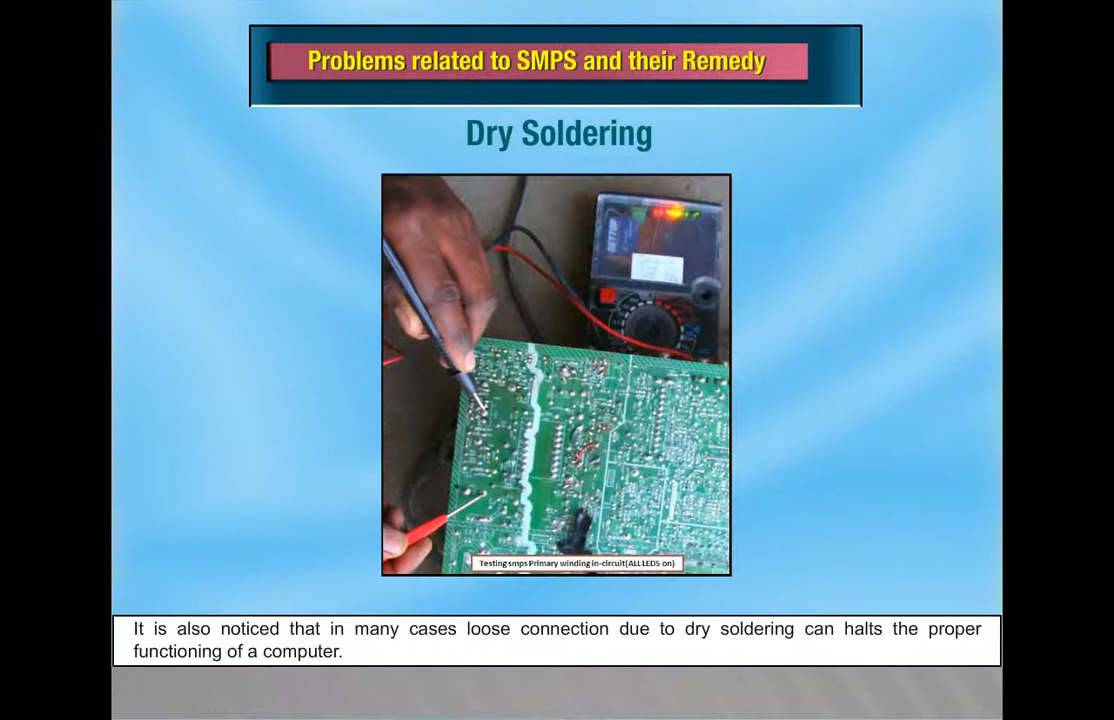 Problems related to SMPS and their Remedy
Dry Soldering
Testing smps Primary winding in-circuit(ALL LEDS on)
It is also noticed that in many cases loose connection due to dry soldering can halts the proper
functioning of a computer.